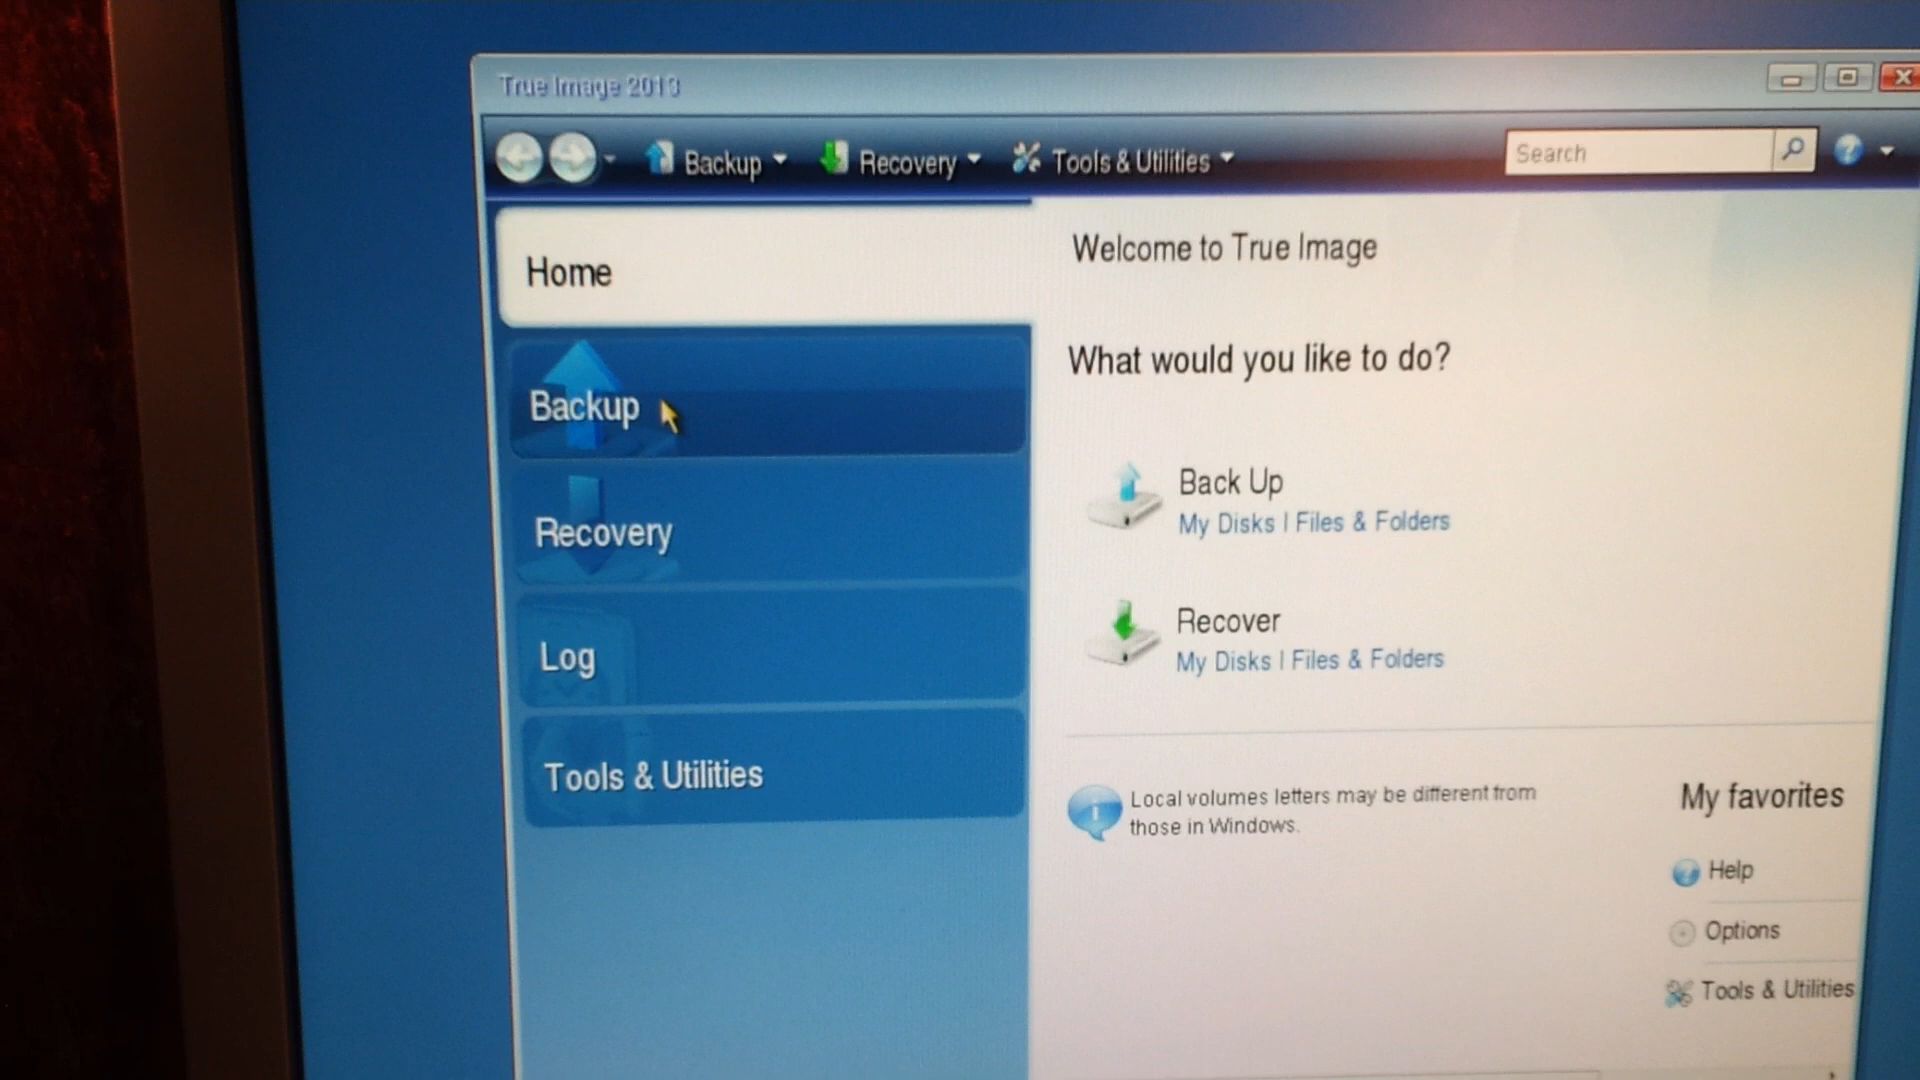 True Image 2013
Backup
Recovery
Tools & Utilities
Search
Home
Backup
Recovery
Log
Tools & Utilities
Welcome to True Image
What would you like to do?
Back Up
My Disks | Files & Folders
Recover
My Disks | Files & Folders
Local volumes letters may be different from
those in Windows.
My favorites
Help
Options
Tools & Utilities